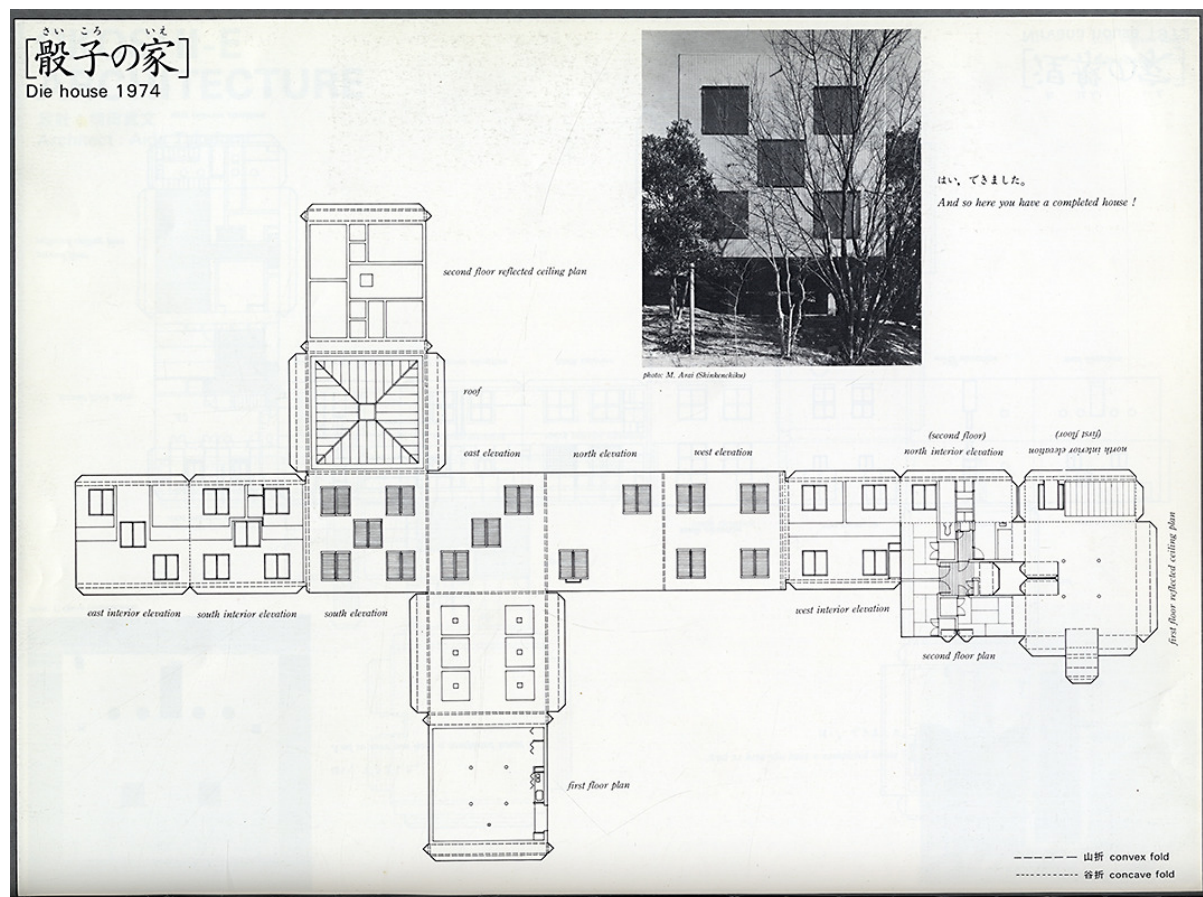 さい ころ いえ
[骰子の家]
Die house 1974
はい，できました。
And so here you have a completed house !
photo: M. Arai (Shinkenchiku)
second floor reflected ceiling plan
roof
east elevation
north elevation
west elevation
(second floor)
north interior elevation
(first floor)
north interior elevation
first floor reflected ceiling plan
east interior elevation
south interior elevation
south elevation
west interior elevation
second floor plan
first floor plan
山折 convex fold
谷折 concave fold